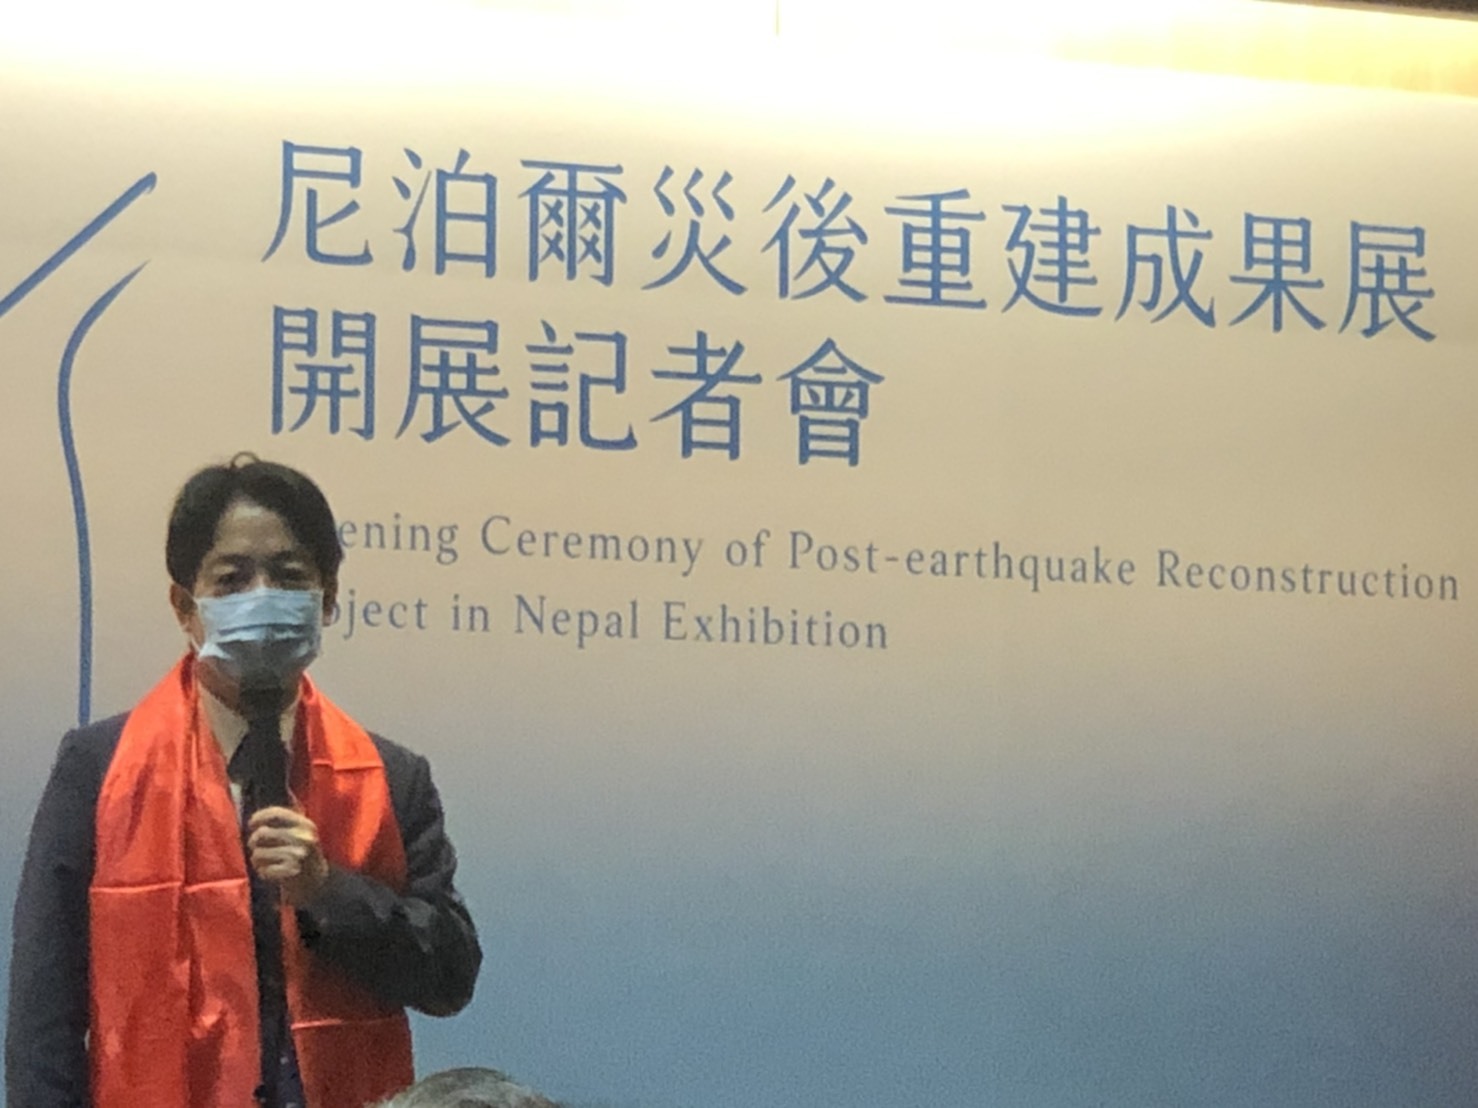 尼泊爾災後重建成果展
開展記者會
ening Ceremony of Post-earthquake Reconstruction
ject in Nepal Exhibition